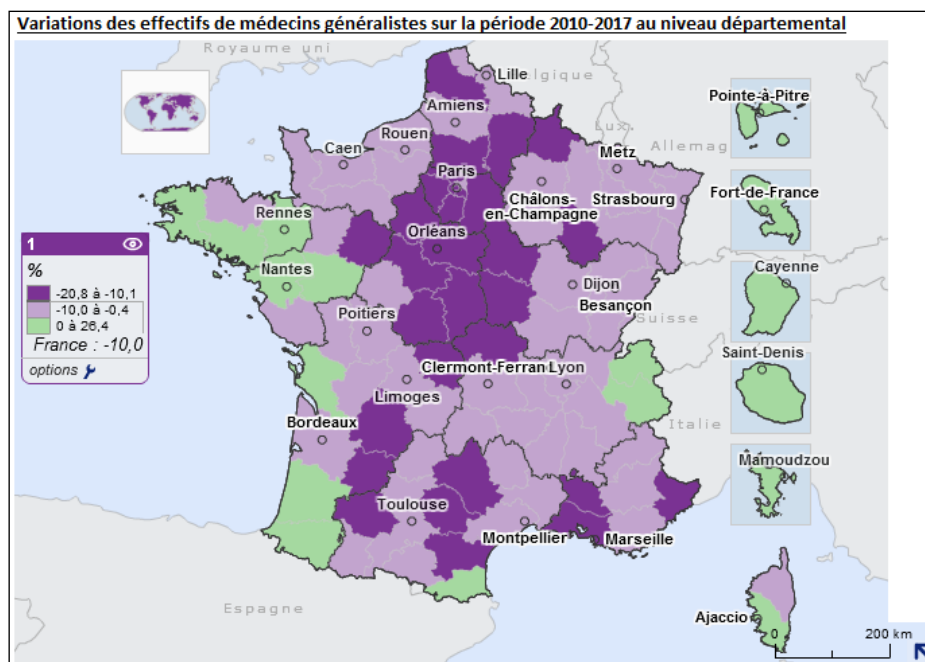 Variations des effectifs de médecins généralistes sur la période 2010-2017 au niveau départemental
Royaume uni
Lille
Belgique
Amiens
Rouen
Lux.
Caen
Metz
Allemag
Paris
Châlons-
en-Champagne
Strasbourg
Rennes
Orléans
Nantes
Dijon
Besançon
Poitiers
Suisse
Clermont-Ferran
Lyon
Limoges
Italie
Bordeaux
Toulouse
Montpellier
Marseille
Espagne
Ajaccio
Pointe-à-Pitre
Fort-de-France
Cayenne
Saint-Denis
Mamoudzou
1
%
-20,8 à -10,1
-10,0 à -0,4
0 à 26,4
France : -10,0
options
0 200 km